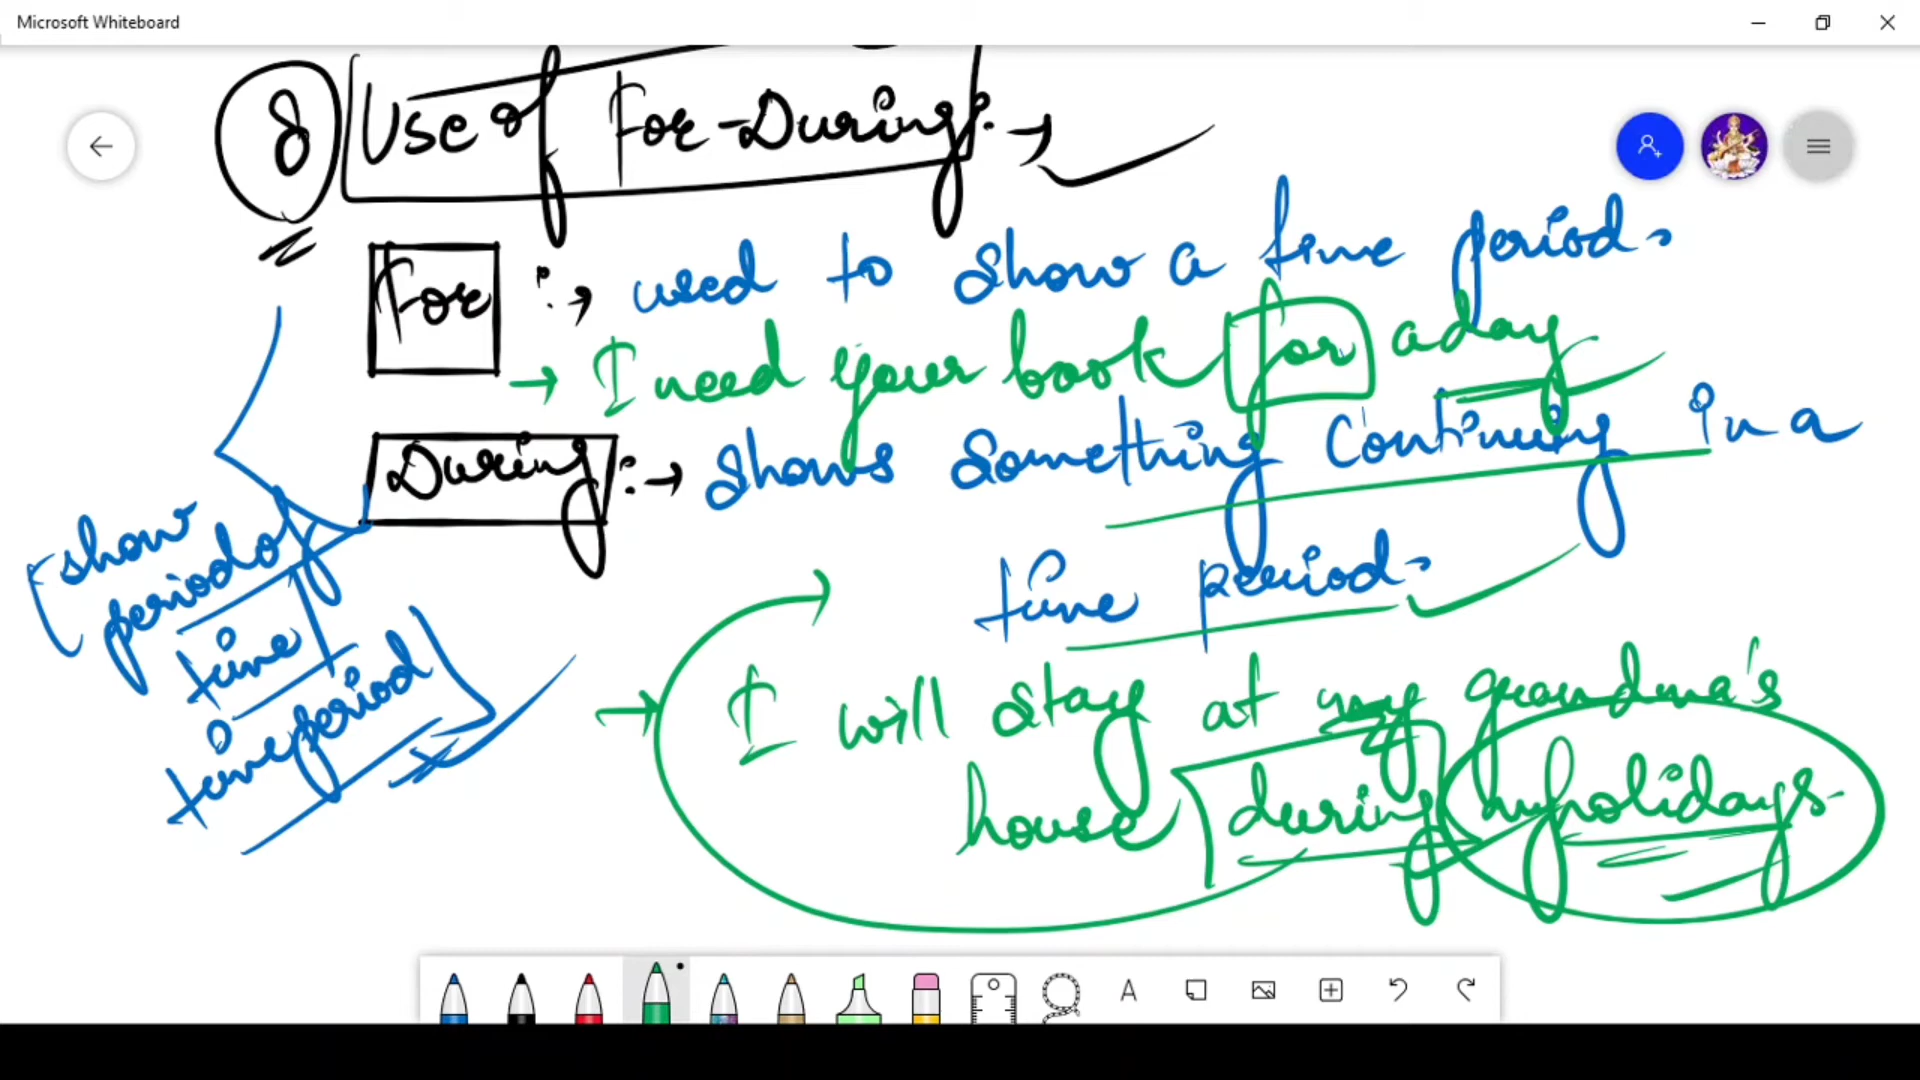 Microsoft Whiteboard
8 Use of For-During :→
For :→ used to show a time period.
→ I need your book for a day
During :→ shows something Continuing in a
time period.
(show
period of
time
time period)
→ I will stay at my grandma's
house during my holidays.
A